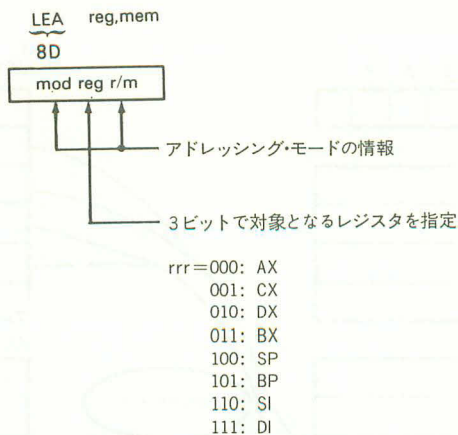 LEA reg,mem
8D
mod reg r/m
アドレッシング・モードの情報
3ビットで対象となるレジスタを指定
rrr=000: AX
001: CX
010: DX
011: BX
100: SP
101: BP
110: SI
111: DI